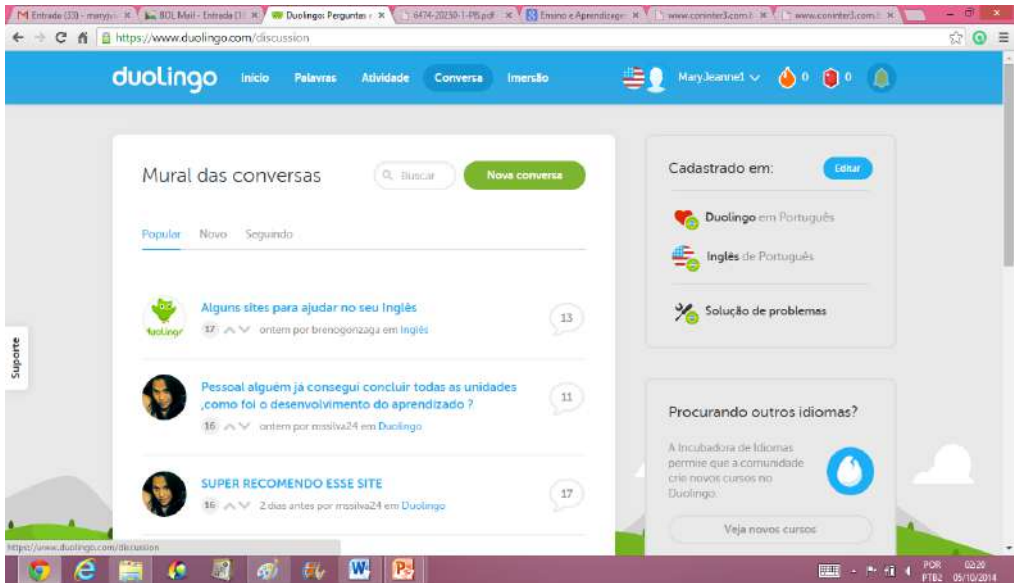 M Entrada (33) - maryjv
BOL Mail - Entrada (1
Duolingo: Perguntas
6474-20250-1-PB.pdf
Ensino e Aprendizage
www.coninter3.com.b
www.coninter3.com.b
https://www.duolingo.com/discussion
duolingo
Início
Palavras
Atividade
Conversa
Imersão
MaryJeanne1
0
0
Mural das conversas
Buscar
Nova conversa
Popular
Novo
Seguindo
Alguns sites para ajudar no seu Inglês
17 ontem por brenogonzaga em Inglês
13
duolingo
Pessoal alguém já consegui concluir todas as unidades
,como foi o desenvolvimento do aprendizado ?
16 ontem por mssilva24 em Duolingo
11
SUPER RECOMENDO ESSE SITE
16 2 dias antes por mssilva24 em Duolingo
17
Cadastrado em:
Editar
Duolingo em Português
Inglês de Português
Solução de problemas
Procurando outros idiomas?
A Incubadora de Idiomas
permite que a comunidade
crie novos cursos no
Duolingo.
Veja novos cursos
Suporte
https://www.duolingo.com/discussion
POR
PTB2
02:20
05/10/2014